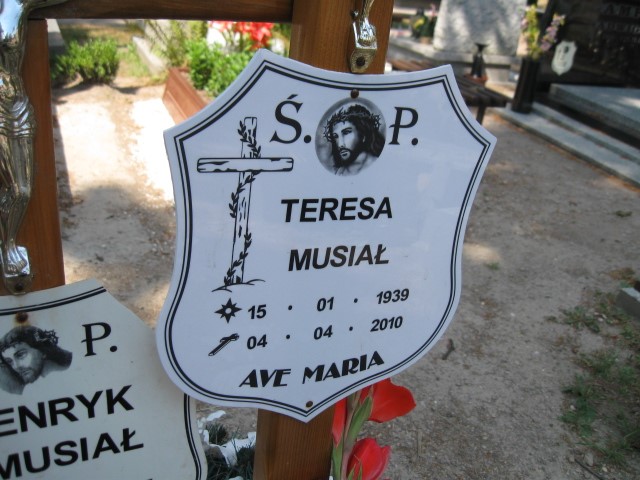 Ś. P.
TERESA
MUSIAŁ
15 · 01 · 1939
04 · 04 · 2010
AVE MARIA
P.
ENRYK
MUSIAŁ